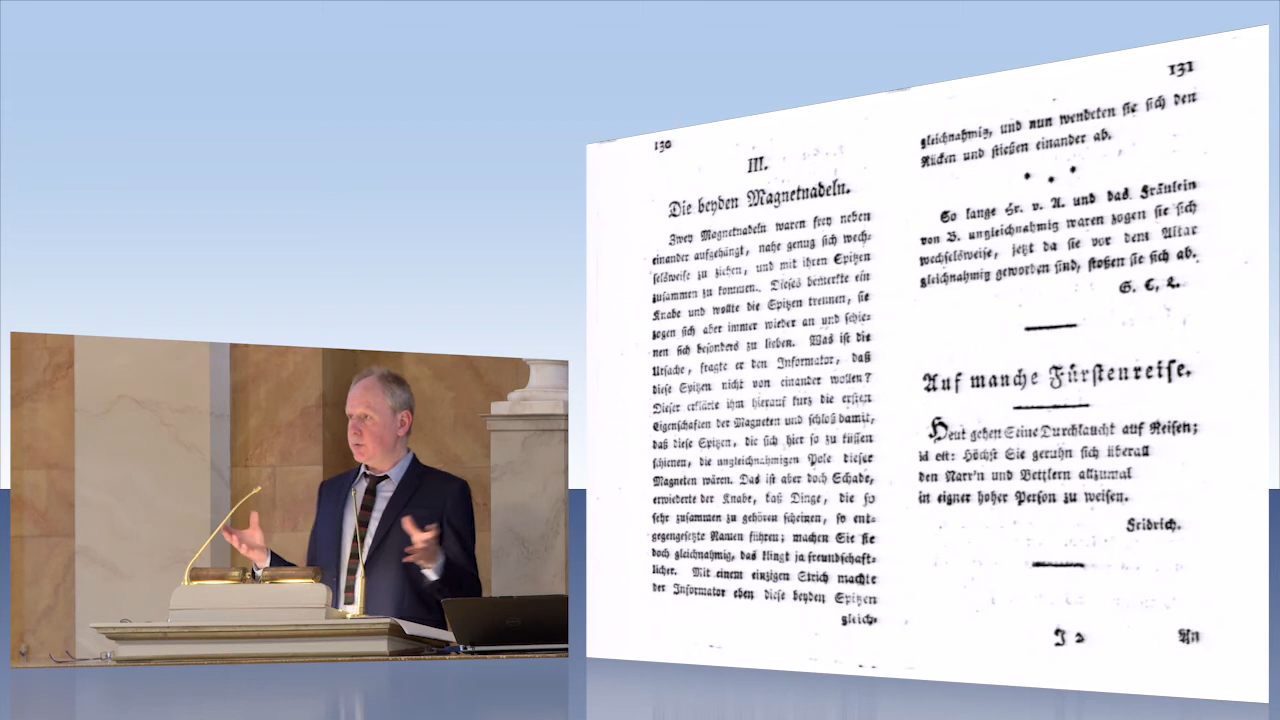 130
III.
Die beyden Magnetnadeln.
Zwey Magnetnadeln waren frey neben
einander aufgehängt, nahe genug sich wech-
selsweise zu ziehen, und mit ihren Spitzen
zusammen zu kommen. Dieses bemerkte ein
Knabe und wollte die Spitzen trennen, sie
zogen sich aber immer wieder an und schie-
nen sich besonders zu lieben. Was ist die
Ursache, fragte er den Informator, daß
diese Spitzen nicht von einander wollen?
Dieser erklärte ihm hierauf kurz die ersten
Eigenschaften der Magneten und schloß damit,
daß diese Spitzen, die sich hier so zu küssen
schienen, die ungleichnahmigen Pole dieser
Magneten wären. Das ist aber doch Schade,
erwiederte der Knabe, daß Dinge, die so
sehr zusammen zu gehören scheinen, so ent-
gegengesetzte Namen führen; machen Sie sie
doch gleichnahmig, das klingt ja freundschaft-
licher. Mit einem einzigen Strich machte
der Informator eben diese beyden Spitzen
gleich-
131
gleichnahmig, und nun wendeten sie sich den
Rücken und stießen einander ab.
* * *
So lange Hr. v. A. und das Fräulein
von B. ungleichnahmig waren zogen sie sich
wechselsweise, jetzt da sie vor dem Altar
gleichnahmig geworden sind, stoßen sie sich ab.
G. C. L.
Auf manche Fürstenreise.
Heut gehen Seine Durchlaucht auf Reisen;
id est: Höchst Sie geruhn sich überall
den Narr'n und Bettlern allzumal
in eigner hoher Person zu weisen.
Fridrich.
J 2
An